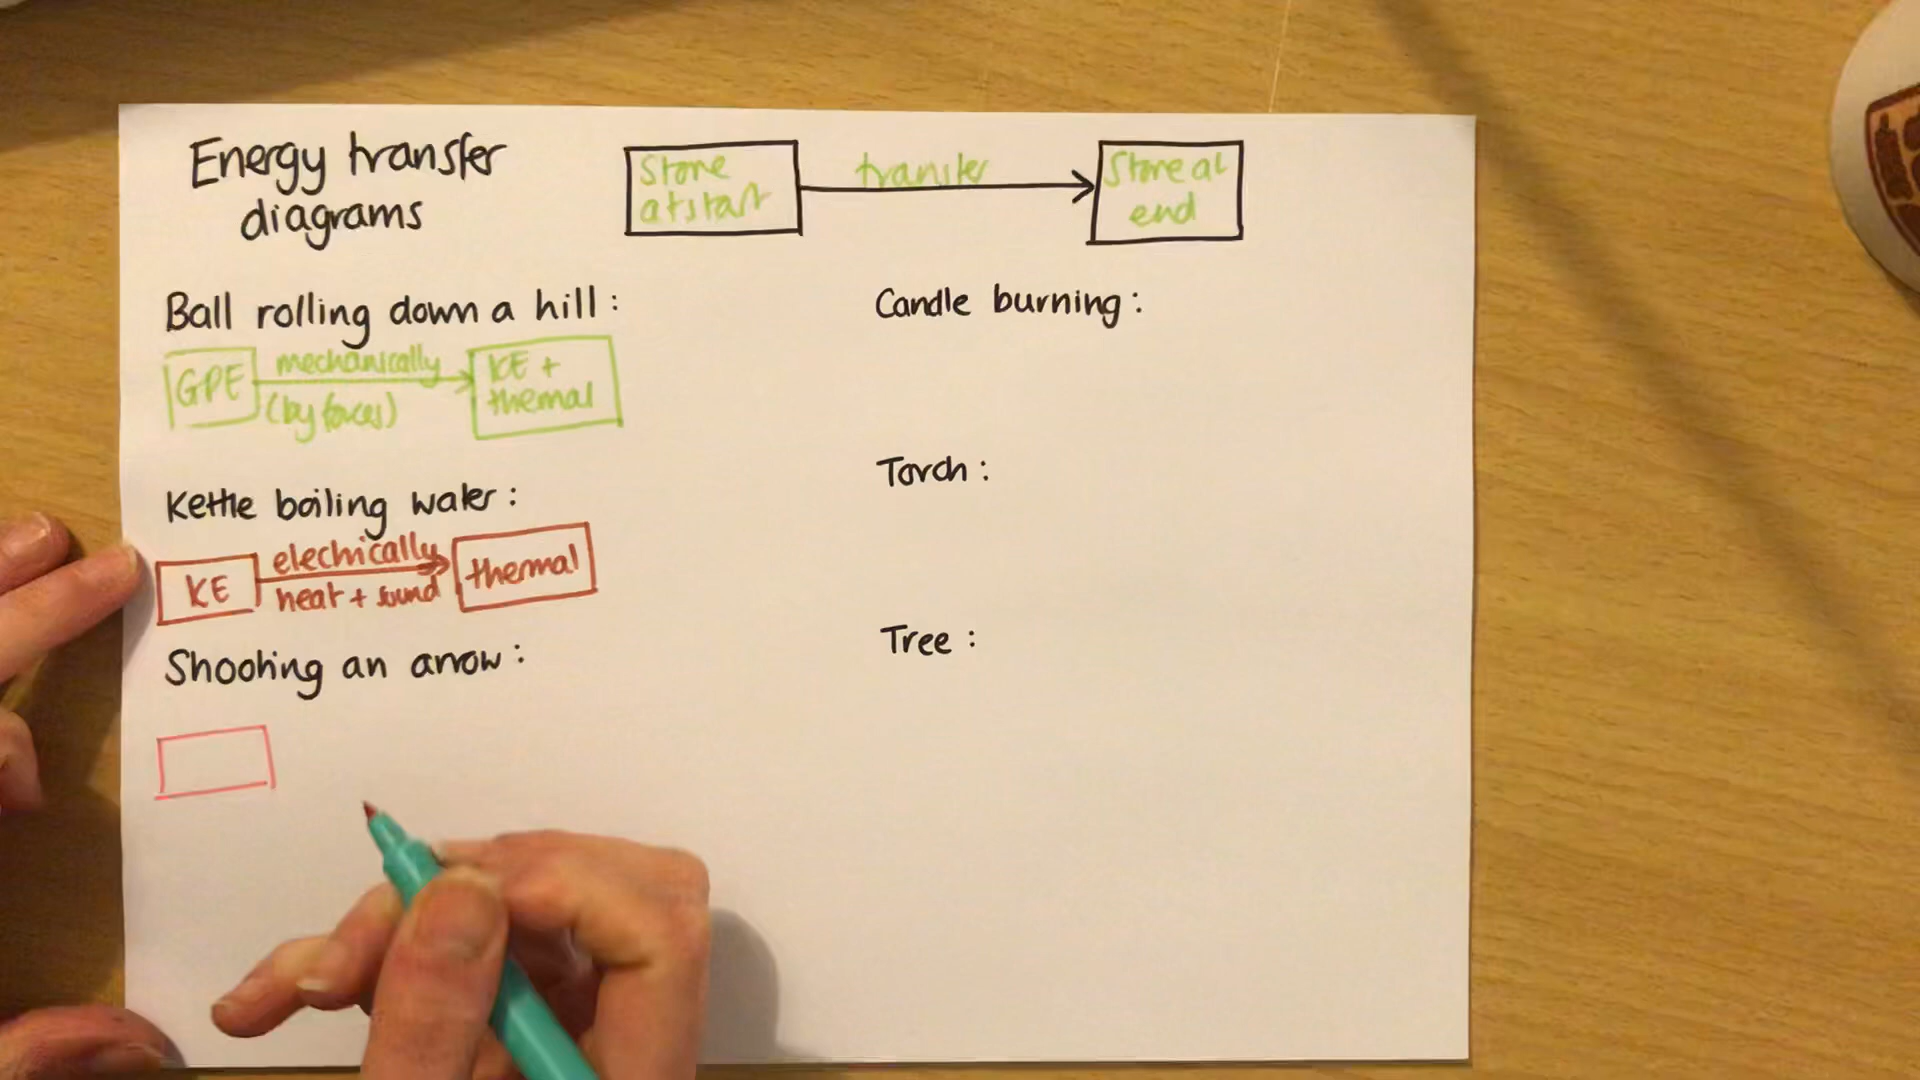 Energy transfer
diagrams
Store
at start
transfer
Store at
end
Ball rolling down a hill :
GPE
mechanically
(by forces)
KE +
thermal
Kettle boiling water :
KE
electrically
heat + sound
thermal
Shooting an arrow :
Candle burning :
Torch :
Tree :